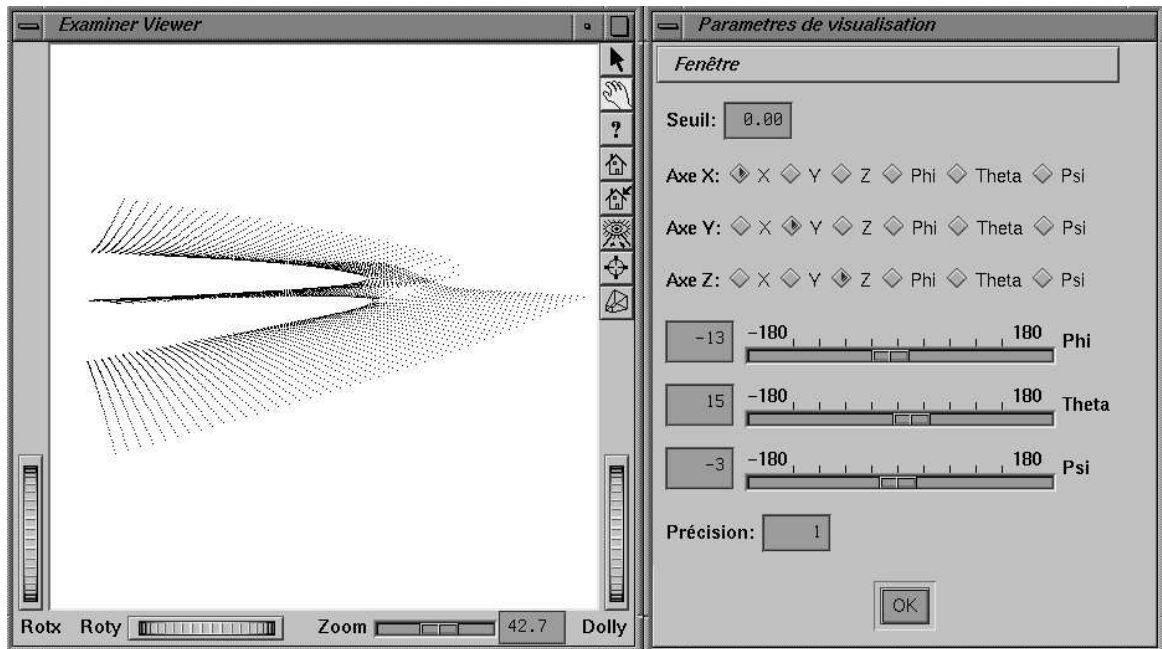 Examiner Viewer
?
Rotx Roty Zoom 42.7 Dolly
Parametres de visualisation
Fenêtre
Seuil: 0.00
Axe X: X Y Z Phi Theta Psi
Axe Y: X Y Z Phi Theta Psi
Axe Z: X Y Z Phi Theta Psi
-13 -180 180 Phi
15 -180 180 Theta
-3 -180 180 Psi
Précision: 1
OK